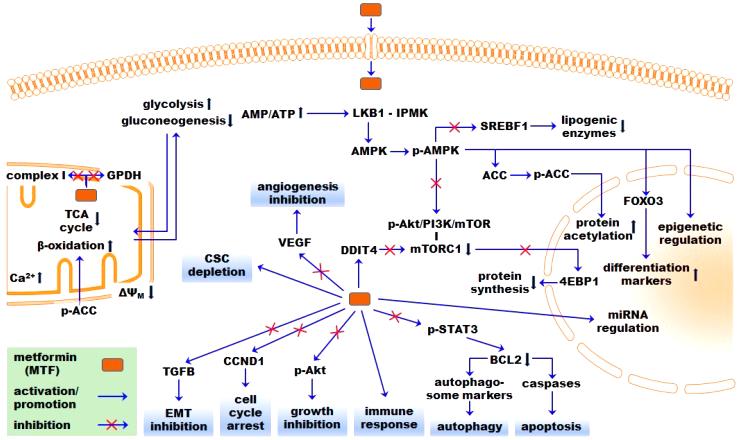 glycolysis
gluconeogenesis
AMP/ATP
LKB1 - IPMK
AMPK
p-AMPK
SREBF1
lipogenic
enzymes
ACC
p-ACC
FOXO3
protein
acetylation
epigenetic
regulation
differentiation
markers
complex I
GPDH
TCA
cycle
β-oxidation
Ca2+
ΔΨM
p-ACC
angiogenesis
inhibition
VEGF
CSC
depletion
p-Akt/PI3K/mTOR
DDIT4
mTORC1
protein
synthesis
4EBP1
miRNA
regulation
p-STAT3
BCL2
autophago-
some markers
caspases
autophagy
apoptosis
TGFB
EMT
inhibition
CCND1
cell
cycle
arrest
p-Akt
growth
inhibition
immune
response
metformin
(MTF)
activation/
promotion
inhibition